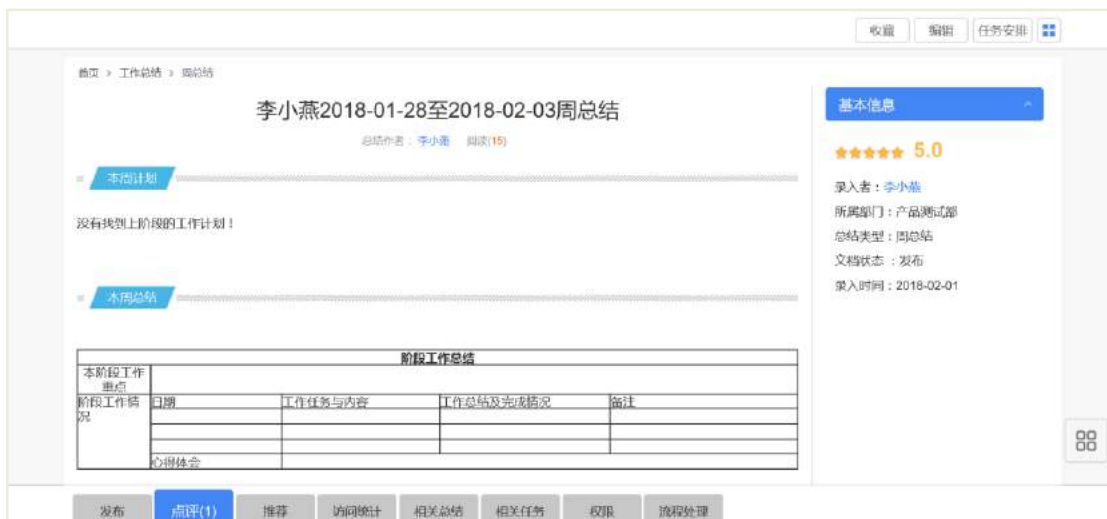 收藏 编辑 任务安排
首页 > 工作总结 > 周总结
李小燕2018-01-28至2018-02-03周总结
总结作者：李小燕 阅读(15)
本周计划
没有找到上阶段的工作计划！
本周总结
阶段工作总结
本阶段工作重点
阶段工作情况 日期 工作任务与内容 工作总结及完成情况 备注
心得体会
基本信息
5.0
录入者：李小燕
所属部门：产品测试部
总结类型：周总结
文档状态 ：发布
录入时间：2018-02-01
发布 点评(1) 推荐 访问统计 相关总结 相关任务 权限 流程处理